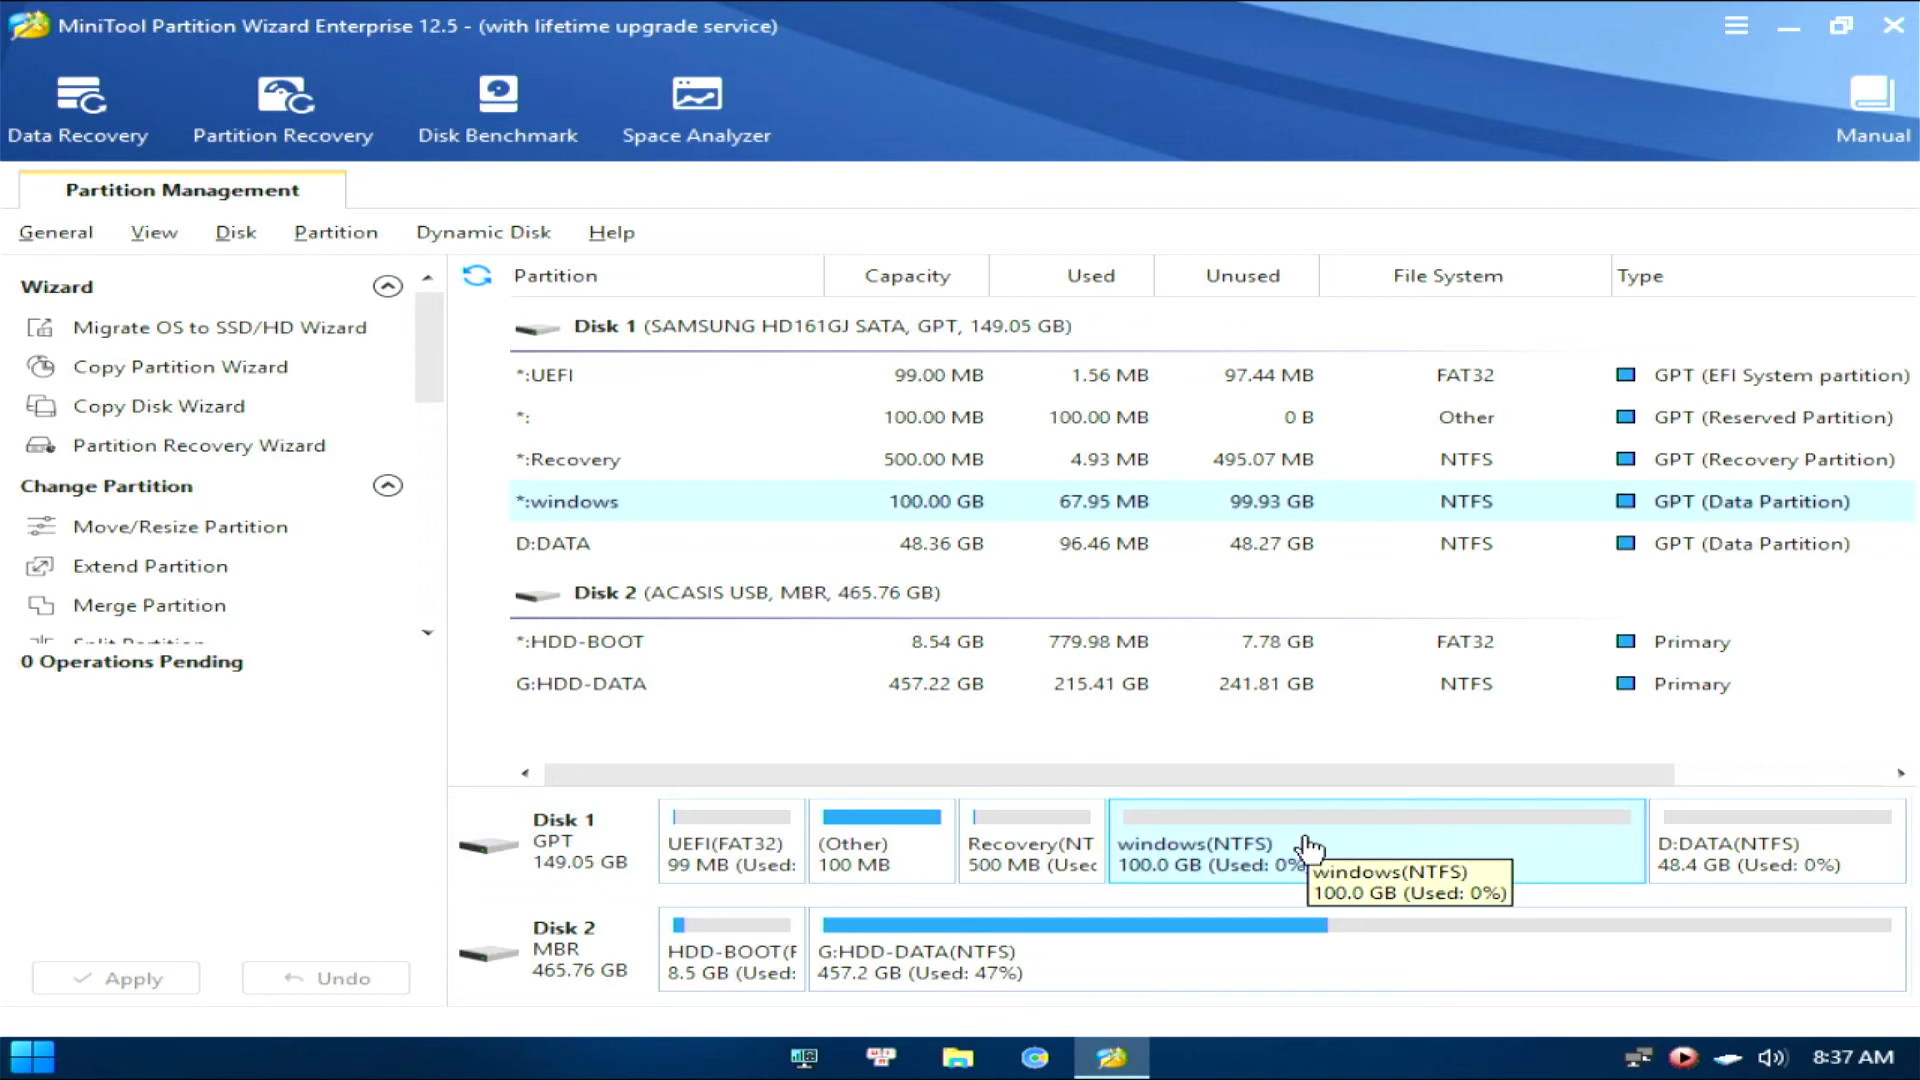 MiniTool Partition Wizard Enterprise 12.5 - (with lifetime upgrade service)
Data Recovery
Partition Recovery
Disk Benchmark
Space Analyzer
Manual
Partition Management
General View Disk Partition Dynamic Disk Help
Wizard
Migrate OS to SSD/HD Wizard
Copy Partition Wizard
Copy Disk Wizard
Partition Recovery Wizard
Change Partition
Move/Resize Partition
Extend Partition
Merge Partition
Split Partition
0 Operations Pending
Apply Undo
Partition Capacity Used Unused File System Type
Disk 1 (SAMSUNG HD161GJ SATA, GPT, 149.05 GB)
*:UEFI 99.00 MB 1.56 MB 97.44 MB FAT32 GPT (EFI System partition)
*: 100.00 MB 100.00 MB 0 B Other GPT (Reserved Partition)
*:Recovery 500.00 MB 4.93 MB 495.07 MB NTFS GPT (Recovery Partition)
*:windows 100.00 GB 67.95 MB 99.93 GB NTFS GPT (Data Partition)
D:DATA 48.36 GB 96.46 MB 48.27 GB NTFS GPT (Data Partition)
Disk 2 (ACASIS USB, MBR, 465.76 GB)
*:HDD-BOOT 8.54 GB 779.98 MB 7.78 GB FAT32 Primary
G:HDD-DATA 457.22 GB 215.41 GB 241.81 GB NTFS Primary
Disk 1
GPT
149.05 GB
UEFI(FAT32)
99 MB (Used:
(Other)
100 MB
Recovery(NT
500 MB (Usec
windows(NTFS)
100.0 GB (Used: 0%
windows(NTFS)
100.0 GB (Used: 0%)
D:DATA(NTFS)
48.4 GB (Used: 0%)
Disk 2
MBR
465.76 GB
HDD-BOOT(F
8.5 GB (Used:
G:HDD-DATA(NTFS)
457.2 GB (Used: 47%)
8:37 AM